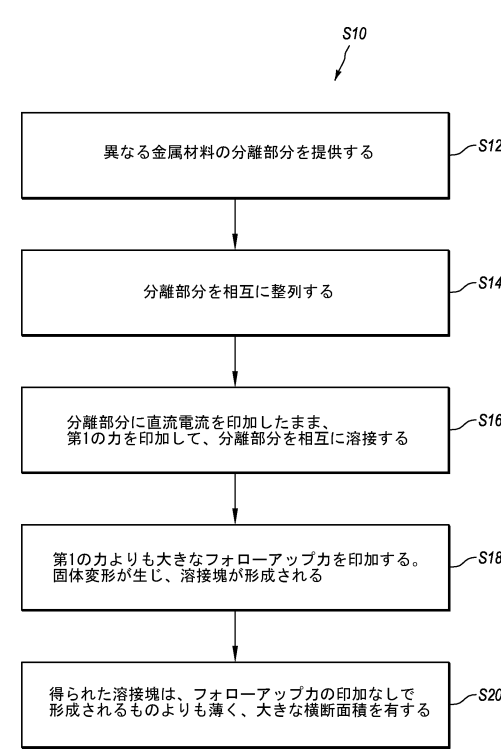 S10
異なる金属材料の分離部分を提供する
S12
分離部分を相互に整列する
S14
分離部分に直流電流を印加したまま、
第1の力を印加して、分離部分を相互に溶接する
S16
第1の力よりも大きなフォローアップ力を印加する。
固体変形が生じ、溶接塊が形成される
S18
得られた溶接塊は、フォローアップ力の印加なしで
形成されるものよりも薄く、大きな横断面積を有する
S20